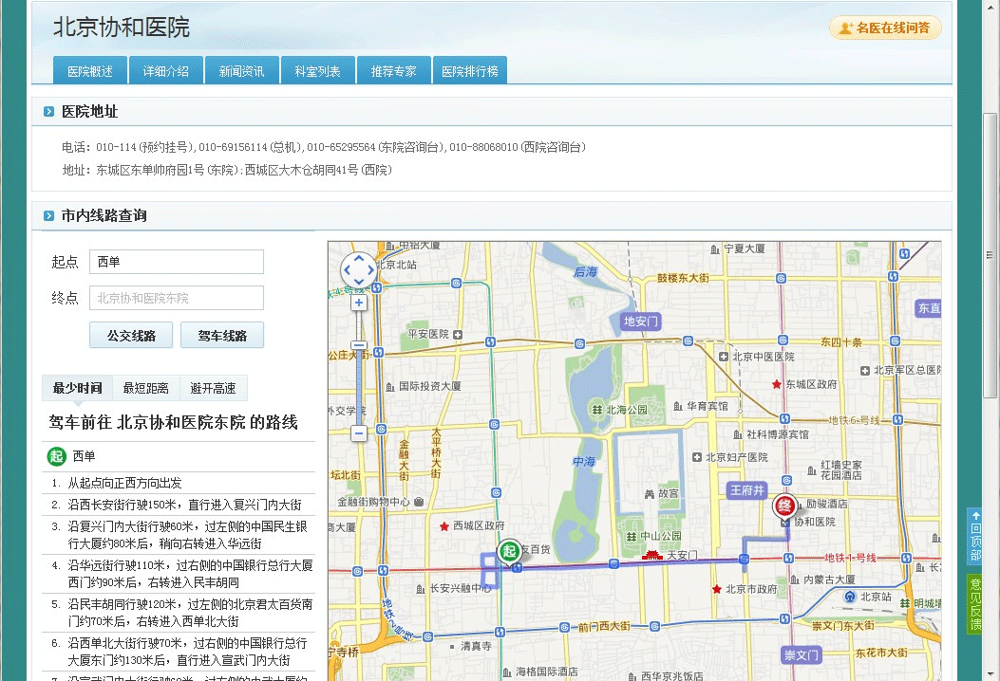 北京协和医院
名医在线问答
医院概述 详细介绍 新闻资讯 科室列表 推荐专家 医院排行榜
医院地址
电话: 010-114(预约挂号),010-69156114(总机),010-65295564(东院咨询台),010-88068010(西院咨询台)
地址: 东城区东单帅府园1号(东院);西城区大木仓胡同41号(西院)
市内线路查询
起点 西单
终点 北京协和医院东院
公交线路 驾车线路
最少时间 最短距离 避开高速
驾车前往 北京协和医院东院 的路线
起 西单
1. 从起点向正西方向出发
2. 沿西长安街行驶150米，直行进入复兴门内大街
3. 沿复兴门内大街行驶60米，过左侧的中国民生银
行大厦约80米后，稍向右转进入华远街
4. 沿华远街行驶110米，过右侧的中国银行总行大厦
西门约90米后，右转进入民丰胡同
5. 沿民丰胡同行驶120米，过左侧的北京君太百货南
门约70米后，右转进入西单北大街
6. 沿西单北大街行驶70米，过右侧的中国银行总行
大厦东门约130米后，直行进入宣武门内大街
中铝大厦
宁夏大厦
北京北站
后海
鼓楼东大街
地安门
东直
平安医院
东四十条
公庄大街
北京中医医院
北京军区总医院
国际投资大厦
东城区政府
外交学院
北海公园
华育宾馆
地铁6号线
社科博源宾馆
金融大街
太平桥大街
中海
北京妇产医院
红墙史家
花园酒店
坛北街
王府井
故宫
金融街购物中心
终
励骏酒店
商大厦
西城区政府
协和医院
中山公园
起
友百货
天安门
地铁1号线
长安兴融中心
内蒙古大厦
北京市政府
北京站
明城墙
地铁2号线
前门西大街
崇文门东大街
清真寺
宁寺桥
崇文门
东花市大街
海格国际酒店
西华京兆饭店
回顶部
意见反馈